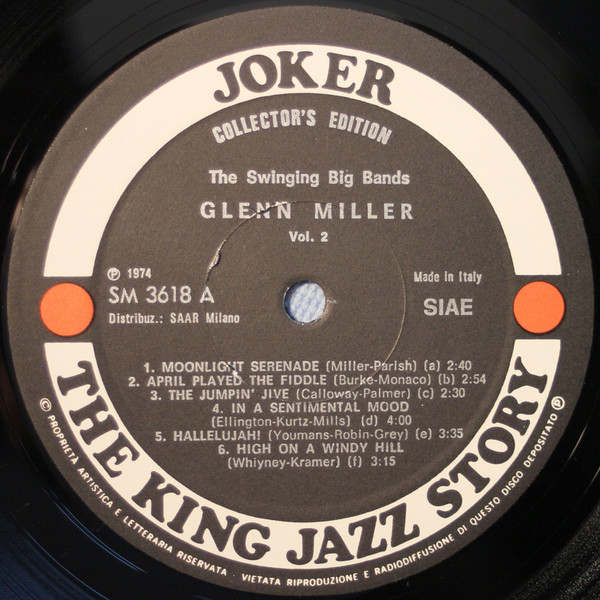 JOKER
COLLECTOR'S EDITION
The Swinging Big Bands
GLENN MILLER
Vol. 2
Ⓟ 1974
SM 3618 A
Distribuz.: SAAR Milano
Made in Italy
SIAE
1. MOONLIGHT SERENADE (Miller-Parish) (a) 2:40
2. APRIL PLAYED THE FIDDLE (Burke-Monaco) (b) 2:54
3. THE JUMPIN' JIVE (Calloway-Palmer) (c) 2:30
4. IN A SENTIMENTAL MOOD
(Ellington-Kurtz-Mills) (d) 4:00
5. HALLELUJAH! (Youmans-Robin-Grey) (e) 3:35
6. HIGH ON A WINDY HILL
(Whiyney-Kramer) (f) 3:15
THE KING JAZZ STORY
© PROPRIETÀ ARTISTICA E LETTERARIA RISERVATA · VIETATA RIPRODUZIONE E RADIODIFFUSIONE DI QUESTO DISCO DEPOSITATO Ⓟ